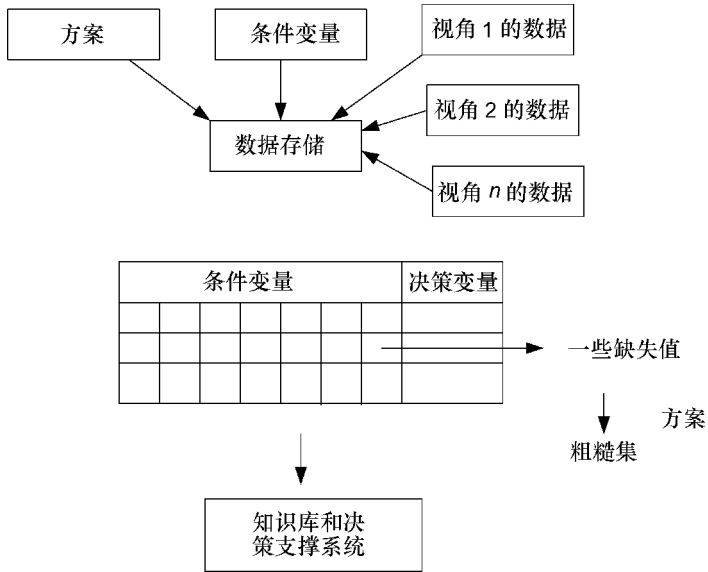 方案
条件变量
视角 1 的数据
视角 2 的数据
数据存储
视角 n 的数据
条件变量
决策变量
一些缺失值
方案
粗糙集
知识库和决
策支撑系统